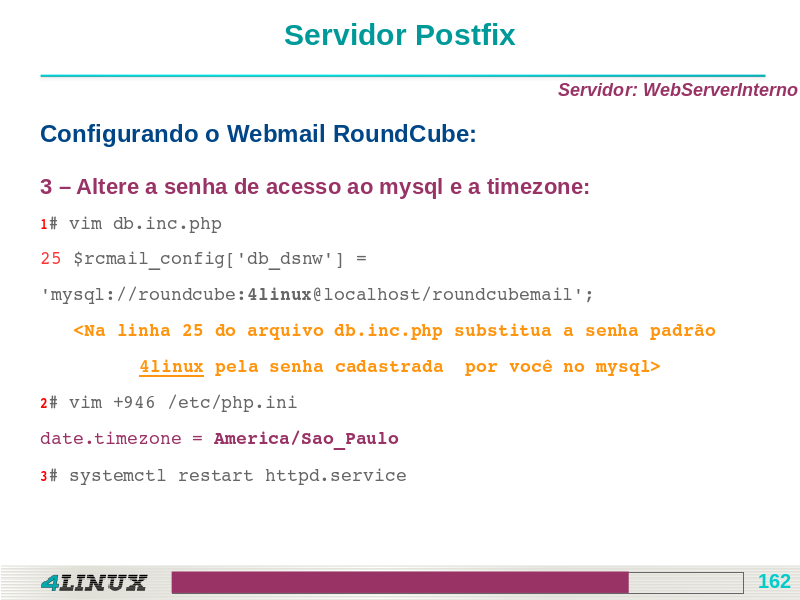 Servidor Postfix
Servidor: WebServerInterno
Configurando o Webmail RoundCube:
3 – Altere a senha de acesso ao mysql e a timezone:
1# vim db.inc.php
25 $rcmail_config['db_dsnw'] =
'mysql://roundcube:4linux@localhost/roundcubemail';
<Na linha 25 do arquivo db.inc.php substitua a senha padrão
4linux pela senha cadastrada  por você no mysql>
2# vim +946 /etc/php.ini
date.timezone = America/Sao_Paulo
3# systemctl restart httpd.service
4LINUX
162